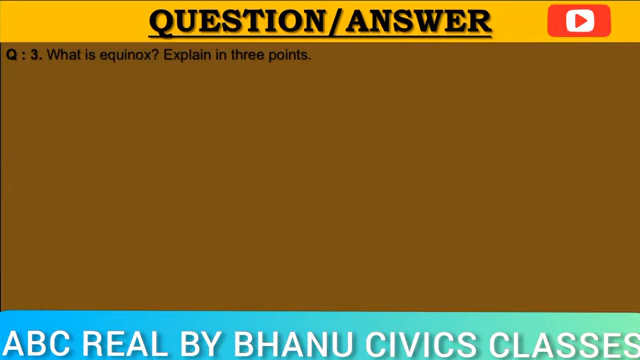 QUESTION/ANSWER
Q : 3. What is equinox? Explain in three points.
ABC REAL BY BHANU CIVICS CLASSES